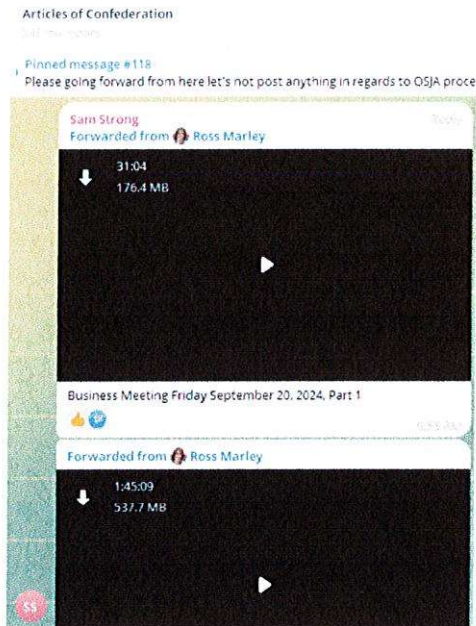 Articles of Confederation
Pinned message #118
Please going forward from here let's not post anything in regards to OSJA proce
Sam Strong
Reply
Forwarded from Ross Marley
31:04
176.4 MB
Business Meeting Friday September 20, 2024, Part 1
Forwarded from Ross Marley
1:45:09
537.7 MB
SS